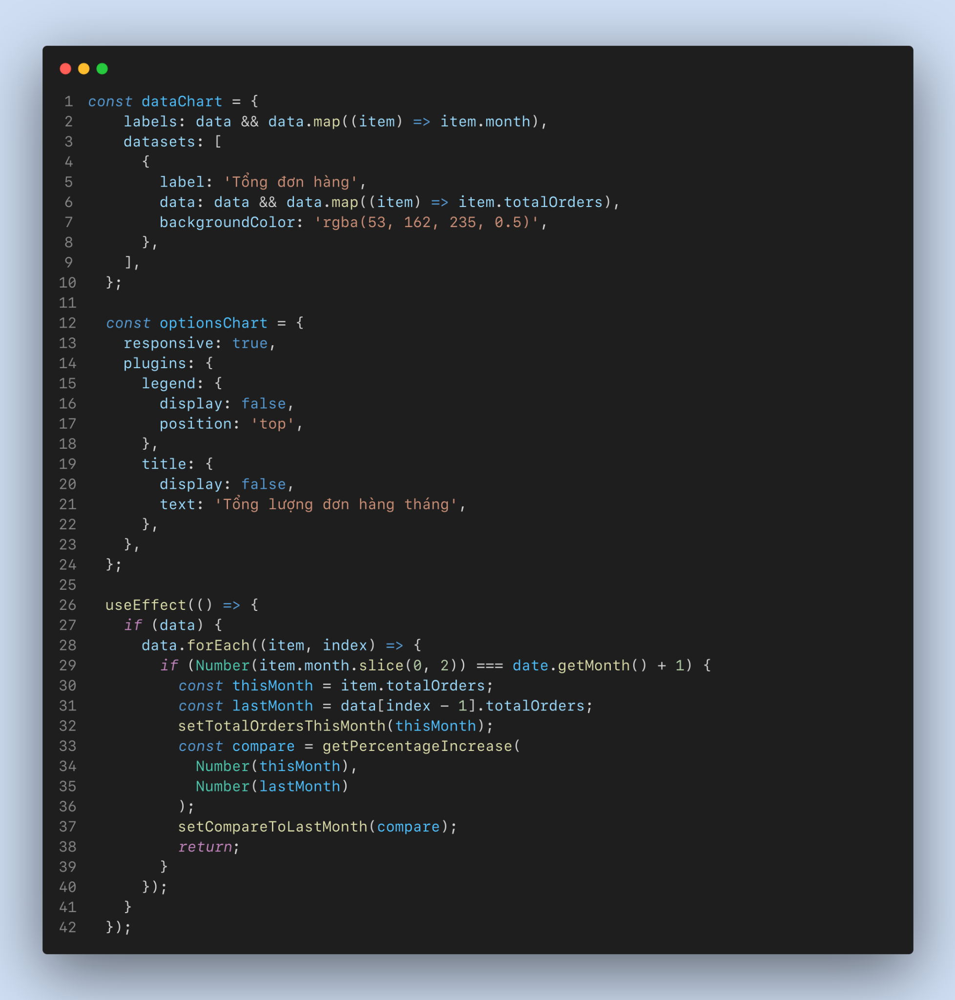 1 const dataChart = {
2     labels: data && data.map((item) => item.month),
3     datasets: [
4       {
5         label: 'Tổng đơn hàng',
6         data: data && data.map((item) => item.totalOrders),
7         backgroundColor: 'rgba(53, 162, 235, 0.5)',
8       },
9     ],
10   };
11
12   const optionsChart = {
13     responsive: true,
14     plugins: {
15       legend: {
16         display: false,
17         position: 'top',
18       },
19       title: {
20         display: false,
21         text: 'Tổng lượng đơn hàng tháng',
22       },
23     },
24   };
25
26   useEffect(() => {
27     if (data) {
28       data.forEach((item, index) => {
29         if (Number(item.month.slice(0, 2)) === date.getMonth() + 1) {
30           const thisMonth = item.totalOrders;
31           const lastMonth = data[index - 1].totalOrders;
32           setTotalOrdersThisMonth(thisMonth);
33           const compare = getPercentageIncrease(
34             Number(thisMonth),
35             Number(lastMonth)
36           );
37           setCompareToLastMonth(compare);
38           return;
39         }
40       });
41     }
42   });